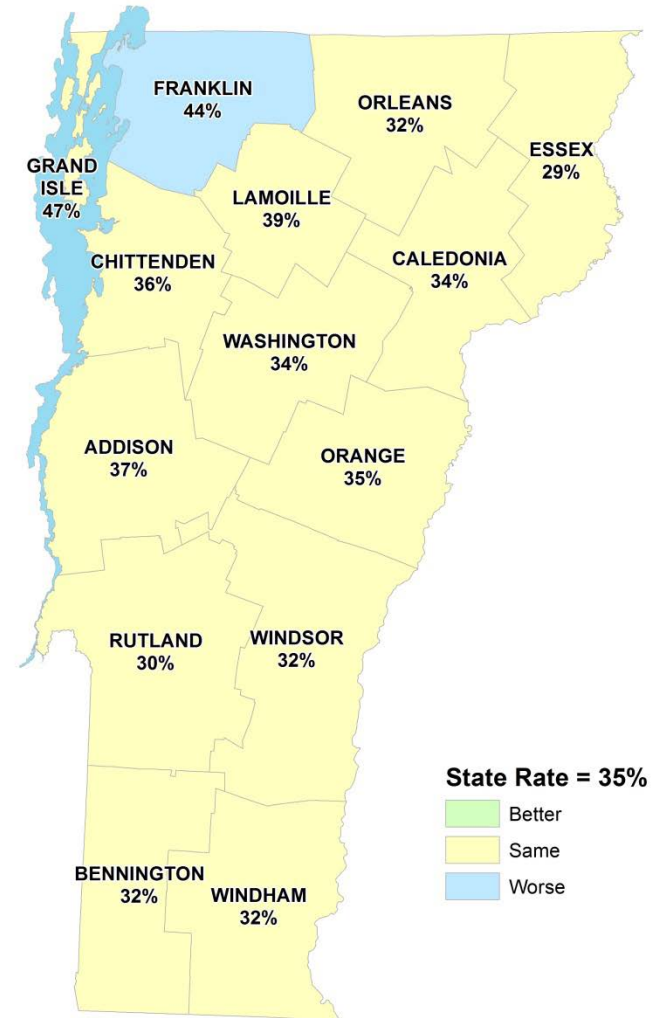 FRANKLIN
44%
ORLEANS
32%
ESSEX
29%
GRAND
ISLE
47%
LAMOILLE
39%
CHITTENDEN
36%
CALEDONIA
34%
WASHINGTON
34%
ADDISON
37%
ORANGE
35%
RUTLAND
30%
WINDSOR
32%
BENNINGTON
32%
WINDHAM
32%
State Rate = 35%
Better
Same
Worse